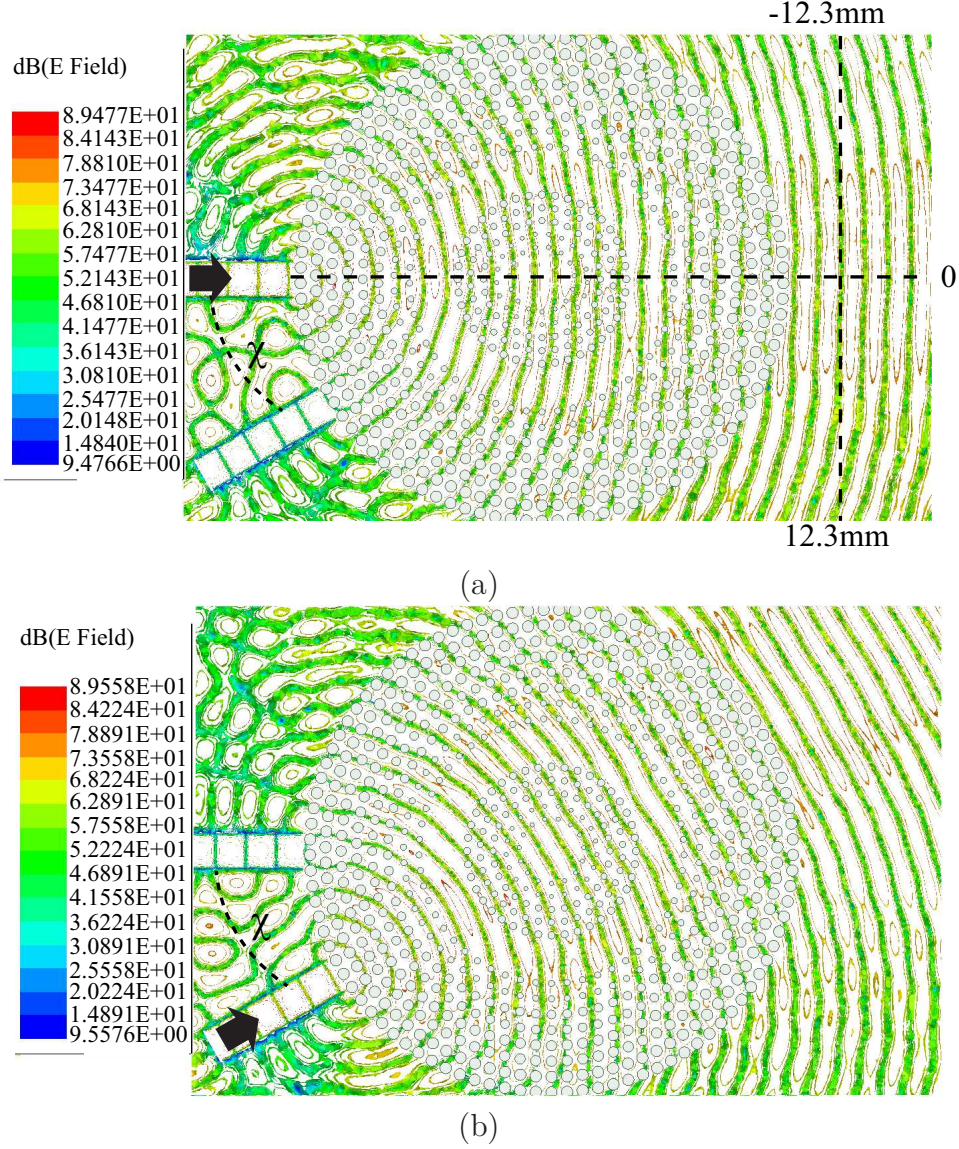 -12.3mm
dB(E Field)
8.9477E+01
8.4143E+01
7.8810E+01
7.3477E+01
6.8143E+01
6.2810E+01
5.7477E+01
5.2143E+01
4.6810E+01
4.1477E+01
3.6143E+01
3.0810E+01
2.5477E+01
2.0148E+01
1.4840E+01
9.4766E+00
0
χ
12.3mm
(a)
dB(E Field)
8.9558E+01
8.4224E+01
7.8891E+01
7.3558E+01
6.8224E+01
6.2891E+01
5.7558E+01
5.2224E+01
4.6891E+01
4.1558E+01
3.6224E+01
3.0891E+01
2.5558E+01
2.0224E+01
1.4891E+01
9.5576E+00
χ
(b)